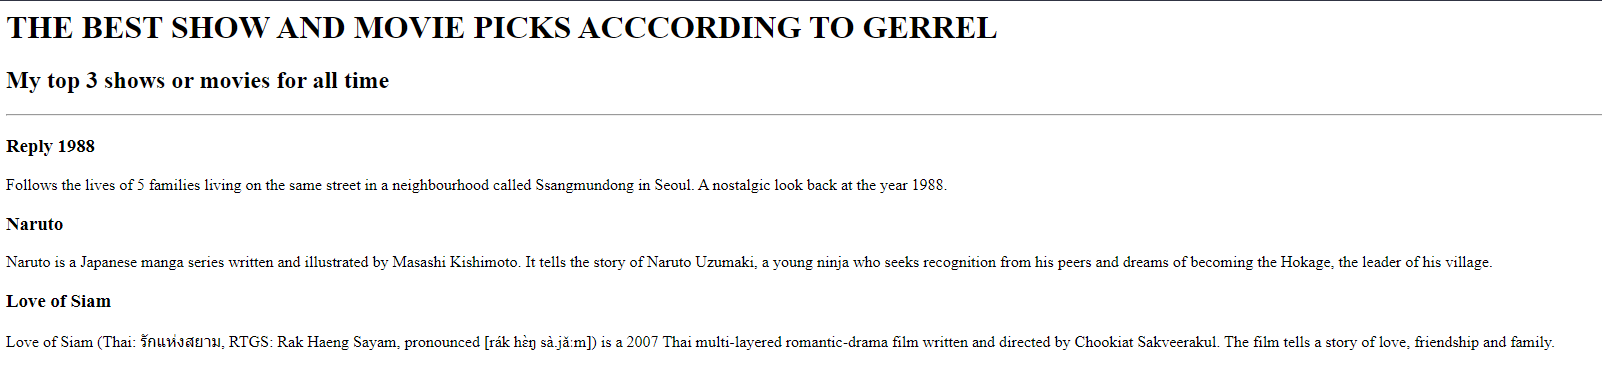 THE BEST SHOW AND MOVIE PICKS ACCCORDING TO GERREL
My top 3 shows or movies for all time
Reply 1988
Follows the lives of 5 families living on the same street in a neighbourhood called Ssangmundong in Seoul. A nostalgic look back at the year 1988.
Naruto
Naruto is a Japanese manga series written and illustrated by Masashi Kishimoto. It tells the story of Naruto Uzumaki, a young ninja who seeks recognition from his peers and dreams of becoming the Hokage, the leader of his village.
Love of Siam
Love of Siam (Thai: รักแห่งสยาม, RTGS: Rak Haeng Sayam, pronounced [rák hɛ̀ŋ sà.jǎːm]) is a 2007 Thai multi-layered romantic-drama film written and directed by Chookiat Sakveerakul. The film tells a story of love, friendship and family.